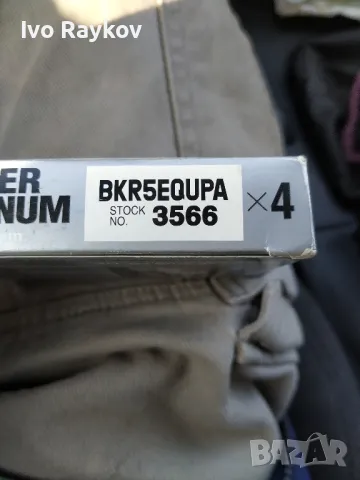 Ivo Raykov
ER
NUM
BKR5EQUPA
STOCK NO. 3566
×4
BAZAR